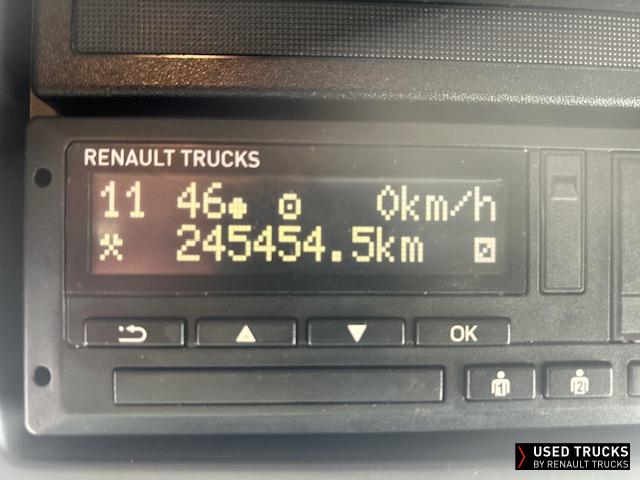 RENAULT TRUCKS
11 46 0km/h
245454.5km
OK
1 2
USED TRUCKS
BY RENAULT TRUCKS